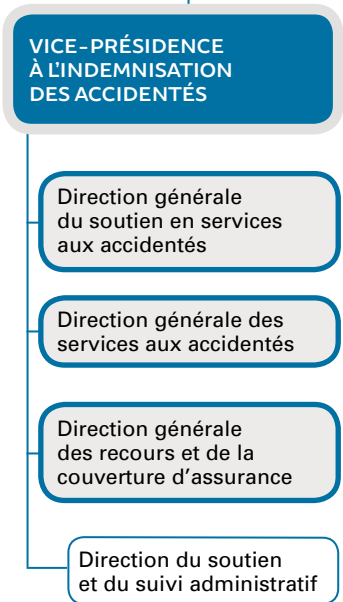 VICE-PRÉSIDENCE
À L'INDEMNISATION
DES ACCIDENTÉS
Direction générale
du soutien en services
aux accidentés
Direction générale des
services aux accidentés
Direction générale
des recours et de la
couverture d'assurance
Direction du soutien
et du suivi administratif